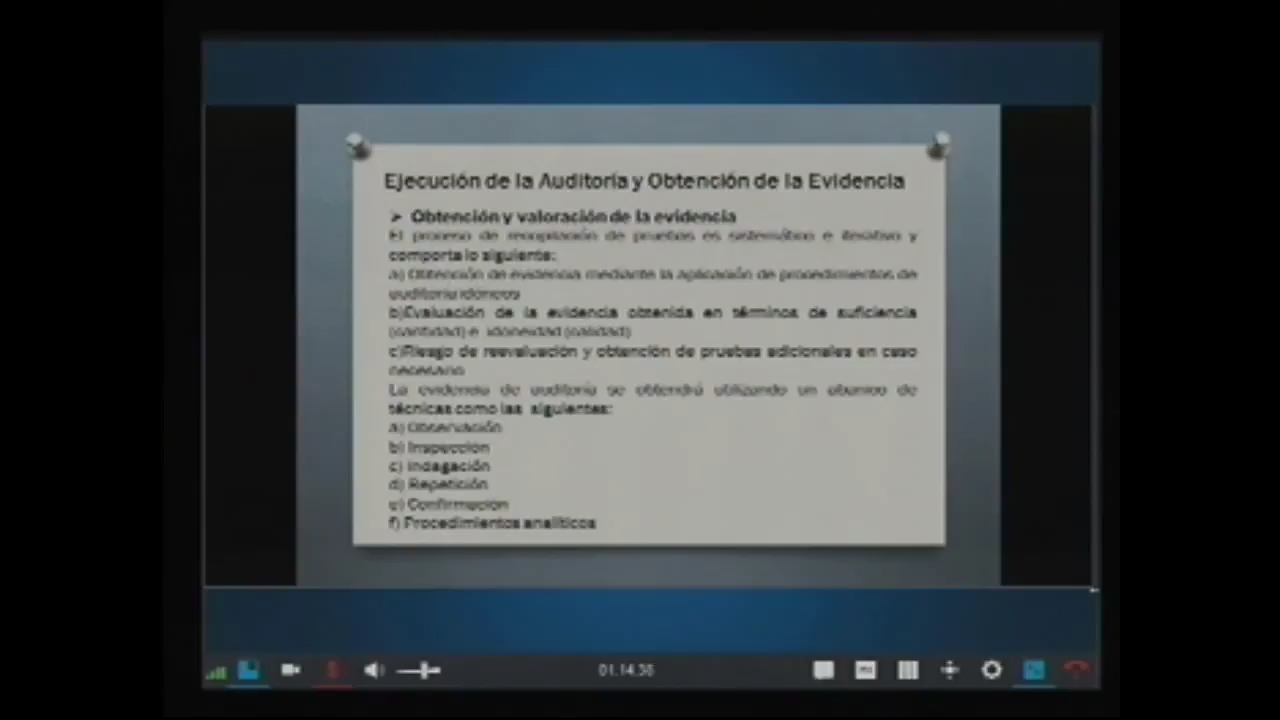 Ejecución de la Auditoría y Obtención de la Evidencia
➢ Obtención y valoración de la evidencia
El proceso de recopilación de pruebas es sistemático e iterativo y
comporta lo siguiente:
a) Obtención de evidencia mediante la aplicación de procedimientos de
auditoría idóneos
b)Evaluación de la evidencia obtenida en términos de suficiencia
(cantidad) e idoneidad (calidad)
c)Riesgo de reevaluación y obtención de pruebas adicionales en caso
necesario
La evidencia de auditoría se obtendrá utilizando un abanico de
técnicas como las siguientes:
a) Observación
b) Inspección
c) Indagación
d) Repetición
e) Confirmación
f) Procedimientos analíticos
01.14.38